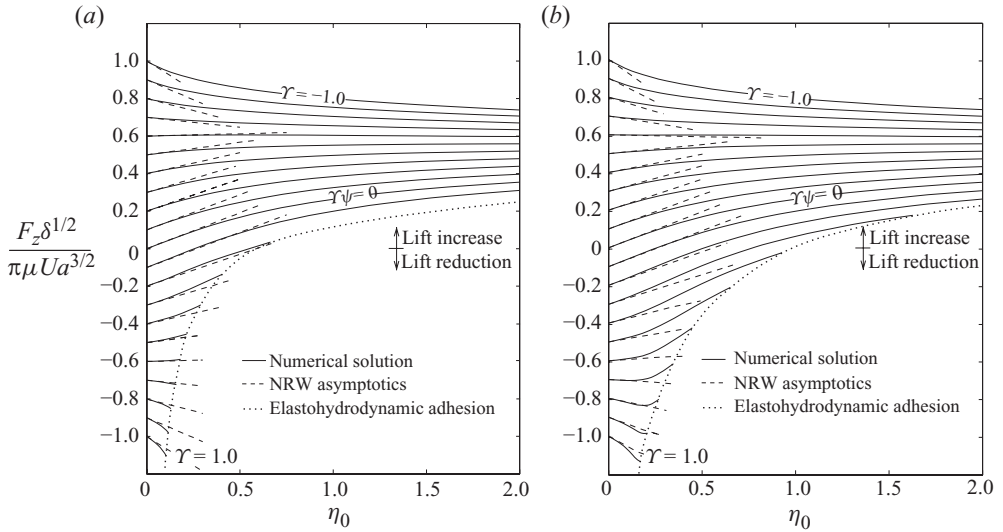 (a)
(b)
F_z δ^{1/2} / πμUa^{3/2}
1.0
0.8
0.6
0.4
0.2
0
−0.2
−0.4
−0.6
−0.8
−1.0
ϒ = −1.0
ϒψ = 0
Lift increase
Lift reduction
Numerical solution
NRW asymptotics
Elastohydrodynamic adhesion
ϒ = 1.0
0 0.5 1.0 1.5 2.0
η₀
1.0
0.8
0.6
0.4
0.2
0
−0.2
−0.4
−0.6
−0.8
−1.0
ϒ = −1.0
ϒψ = 0
Lift increase
Lift reduction
Numerical solution
NRW asymptotics
Elastohydrodynamic adhesion
ϒ = 1.0
0 0.5 1.0 1.5 2.0
η₀